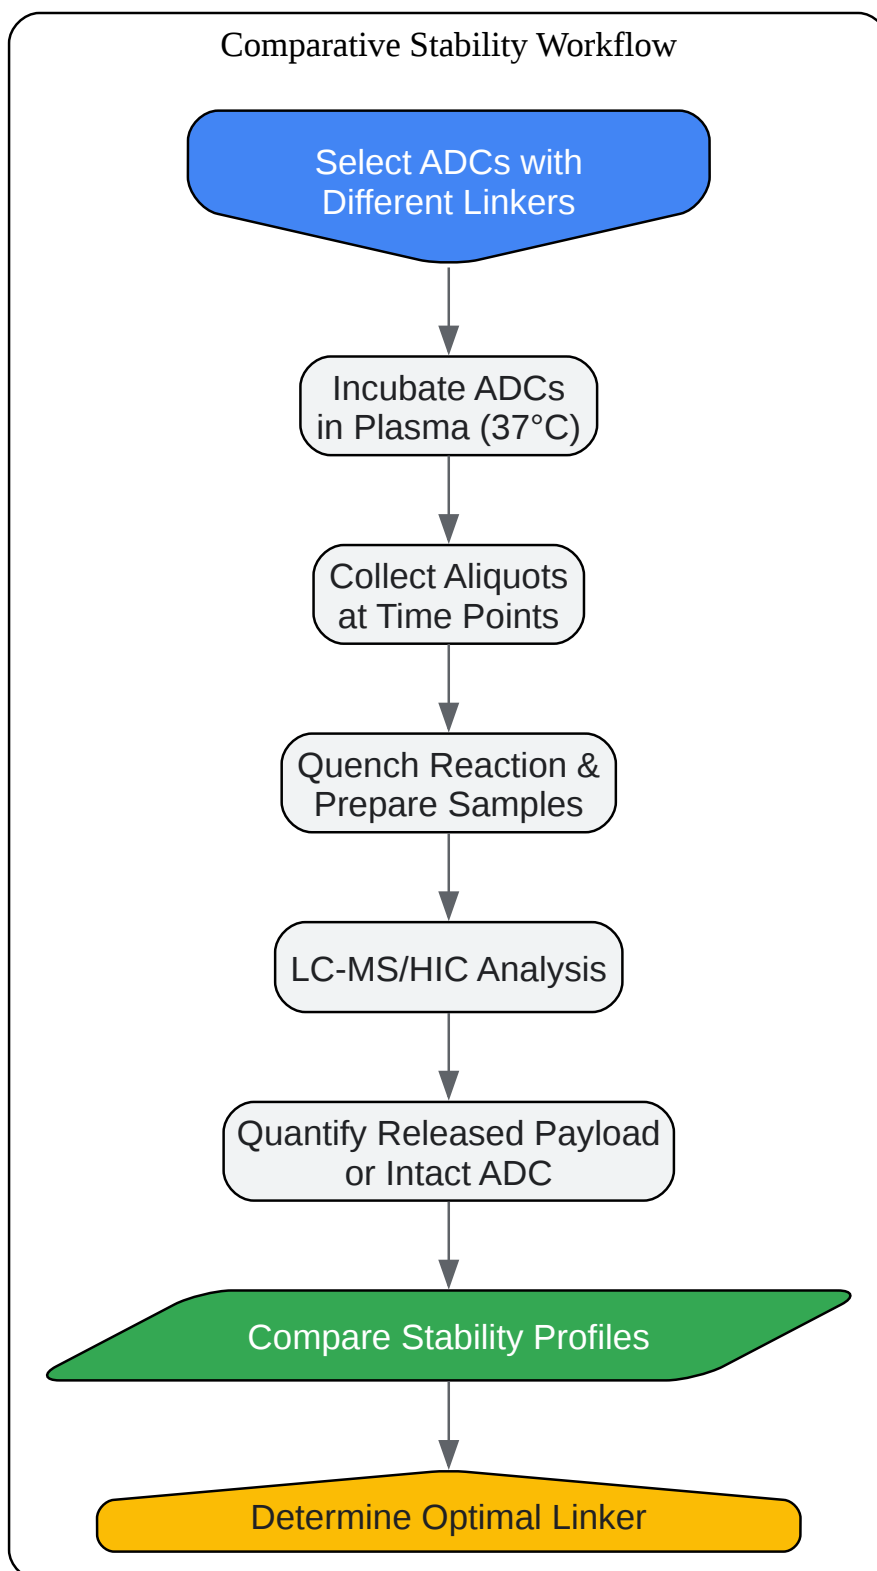 Comparative Stability Workflow
Select ADCs with
Different Linkers
Incubate ADCs
in Plasma (37°C)
Collect Aliquots
at Time Points
Quench Reaction &
Prepare Samples
LC-MS/HIC Analysis
Quantify Released Payload
or Intact ADC
Compare Stability Profiles
Determine Optimal Linker